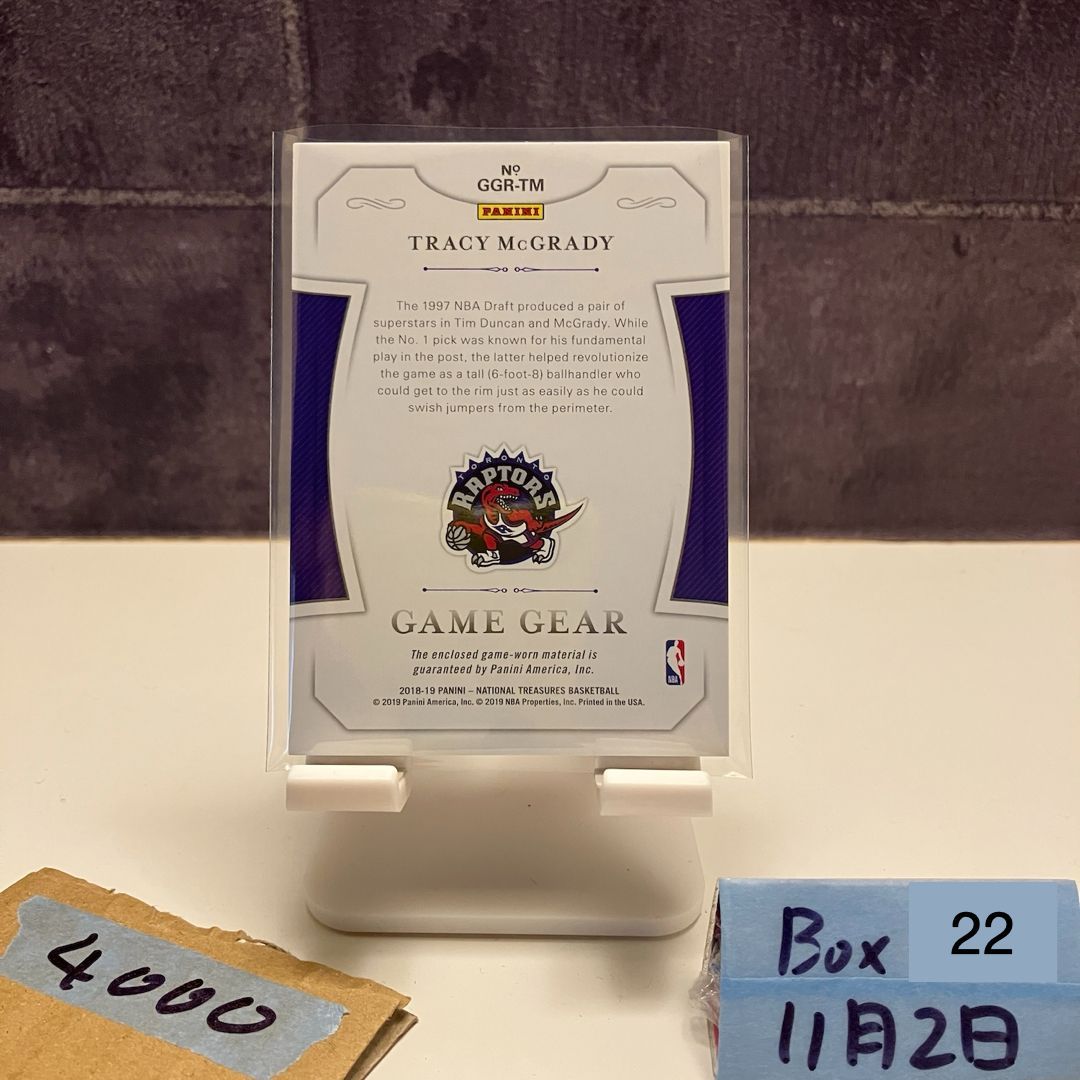 Nº
GGR-TM
PANINI
TRACY McGRADY
The 1997 NBA Draft produced a pair of
superstars in Tim Duncan and McGrady. While
the No. 1 pick was known for his fundamental
play in the post, the latter helped revolutionize
the game as a tall (6-foot-8) ballhandler who
could get to the rim just as easily as he could
swish jumpers from the perimeter.
TORONTO
RAPTORS
GAME GEAR
The enclosed game-worn material is
guaranteed by Panini America, Inc.
NBA
2018-19 PANINI – NATIONAL TREASURES BASKETBALL
© 2019 Panini America, Inc. © 2019 NBA Properties, Inc. Printed in the USA.
4000
Box 22
11月2日